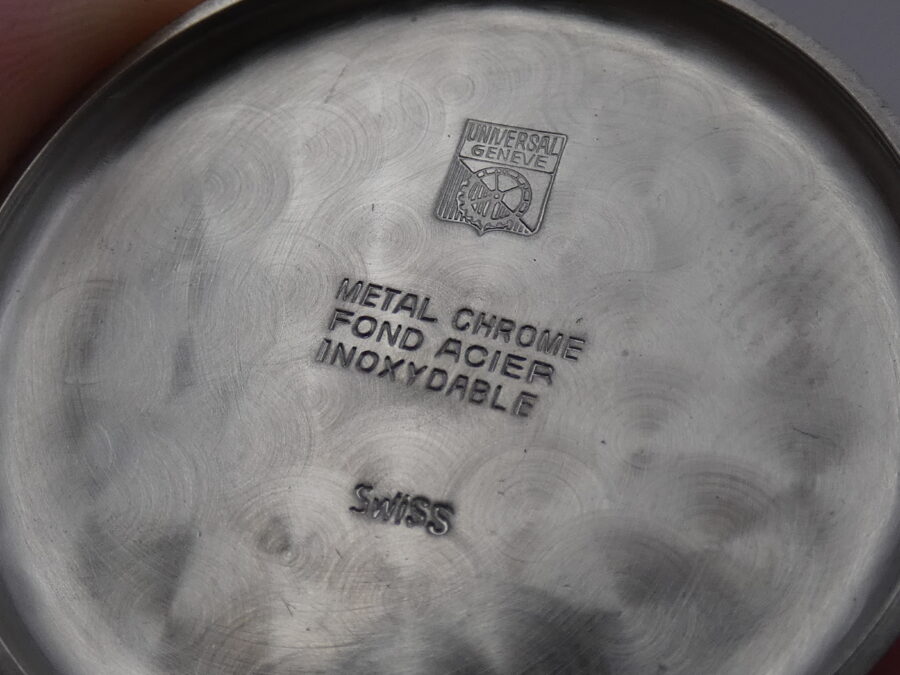 UNIVERSAL
GENEVE
METAL CHROME
FOND ACIER
INOXYDABLE
SWISS